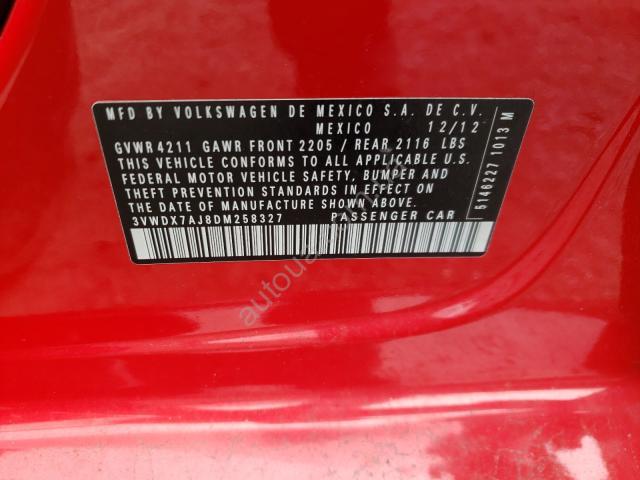 MFD BY VOLKSWAGEN DE MEXICO S.A. DE C.V.
MEXICO 12/12
GVWR 4211 GAWR FRONT 2205 / REAR 2116 LBS
THIS VEHICLE CONFORMS TO ALL APPLICABLE U.S.
FEDERAL MOTOR VEHICLE SAFETY, BUMPER AND
THEFT PREVENTION STANDARDS IN EFFECT ON
THE DATE OF MANUFACTURE SHOWN ABOVE.
3VWDX7AJ8DM258327 PASSENGER CAR
5146227 1013 M